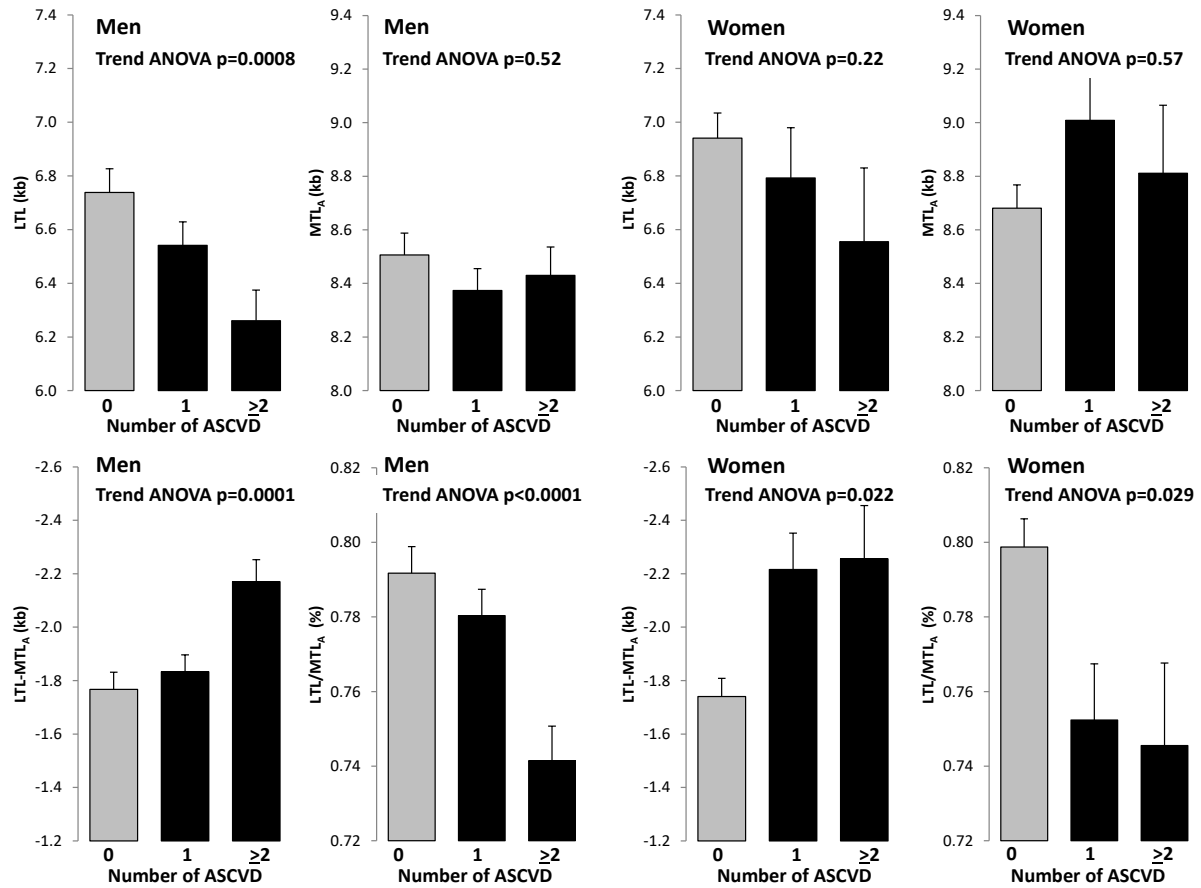 Men
Trend ANOVA p=0.0008
LTL (kb)
7.4
7.2
7.0
6.8
6.6
6.4
6.2
6.0
0 1 ≥2
Number of ASCVD
Men
Trend ANOVA p=0.52
MTLA (kb)
9.4
9.2
9.0
8.8
8.6
8.4
8.2
8.0
0 1 ≥2
Number of ASCVD
Women
Trend ANOVA p=0.22
LTL (kb)
7.4
7.2
7.0
6.8
6.6
6.4
6.2
6.0
0 1 ≥2
Number of ASCVD
Women
Trend ANOVA p=0.57
MTLA (kb)
9.4
9.2
9.0
8.8
8.6
8.4
8.2
8.0
0 1 ≥2
Number of ASCVD
Men
Trend ANOVA p=0.0001
LTL-MTLA (kb)
-2.6
-2.4
-2.2
-2.0
-1.8
-1.6
-1.4
-1.2
0 1 ≥2
Number of ASCVD
Men
Trend ANOVA p<0.0001
LTL/MTLA (%)
0.82
0.80
0.78
0.76
0.74
0.72
0 1 ≥2
Number of ASCVD
Women
Trend ANOVA p=0.022
LTL-MTLA (kb)
-2.6
-2.4
-2.2
-2.0
-1.8
-1.6
-1.4
-1.2
0 1 ≥2
Number of ASCVD
Women
Trend ANOVA p=0.029
LTL/MTLA (%)
0.82
0.80
0.78
0.76
0.74
0.72
0 1 ≥2
Number of ASCVD